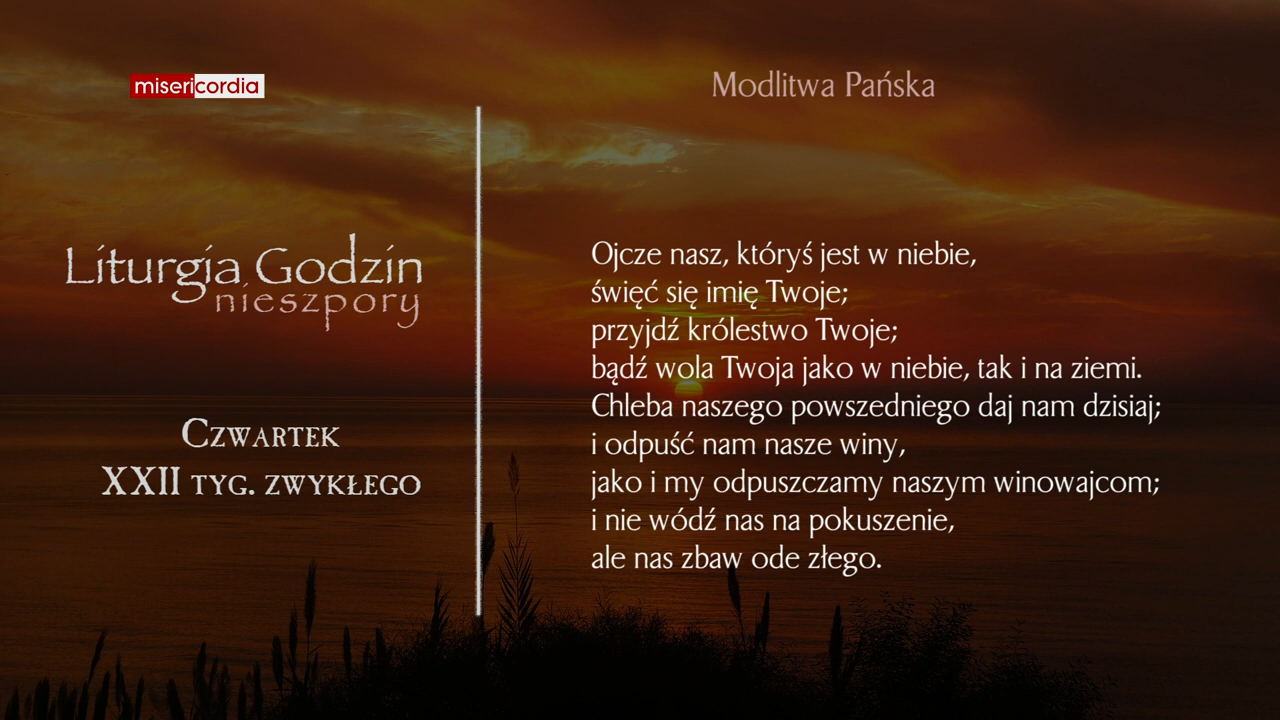 misericordia
Liturgia Godzin
nieszpory
Czwartek
XXII tyg. zwykłego
Modlitwa Pańska
Ojcze nasz, któryś jest w niebie,
święć się imię Twoje;
przyjdź królestwo Twoje;
bądź wola Twoja jako w niebie, tak i na ziemi.
Chleba naszego powszedniego daj nam dzisiaj;
i odpuść nam nasze winy,
jako i my odpuszczamy naszym winowajcom;
i nie wódź nas na pokuszenie,
ale nas zbaw ode złego.